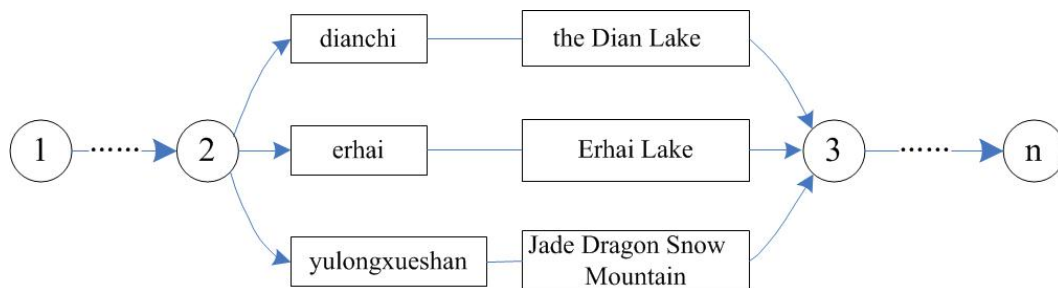 dianchi
the Dian Lake
1
......
2
erhai
Erhai Lake
3
......
n
yulongxueshan
Jade Dragon Snow
Mountain